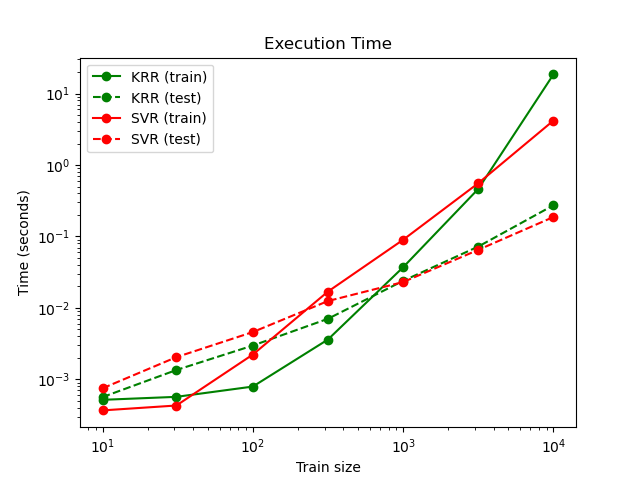 Execution Time
KRR (train)
KRR (test)
SVR (train)
SVR (test)
Time (seconds)
10¹
10⁰
10⁻¹
10⁻²
10⁻³
10¹
10²
10³
10⁴
Train size